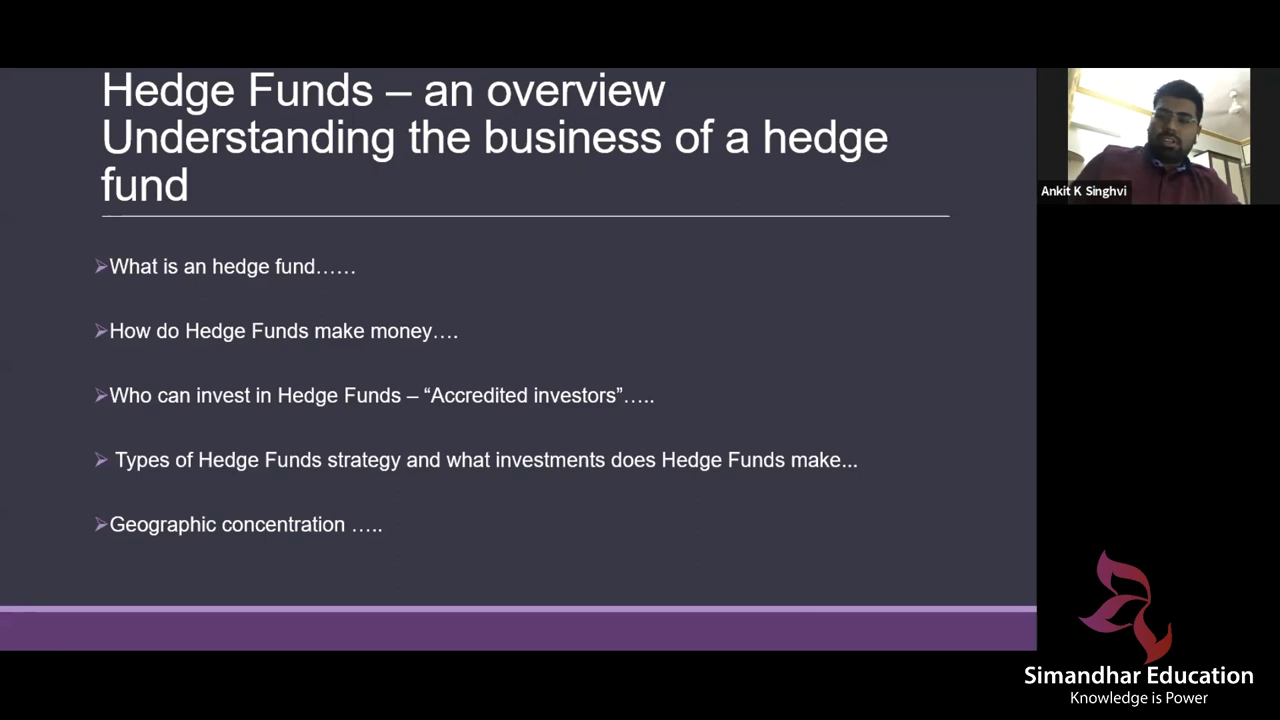 Hedge Funds – an overview
Understanding the business of a hedge
fund
What is an hedge fund……
How do Hedge Funds make money….
Who can invest in Hedge Funds – “Accredited investors”…..
Types of Hedge Funds strategy and what investments does Hedge Funds make...
Geographic concentration …..
Ankit K Singhvi
Simandhar Education
Knowledge is Power